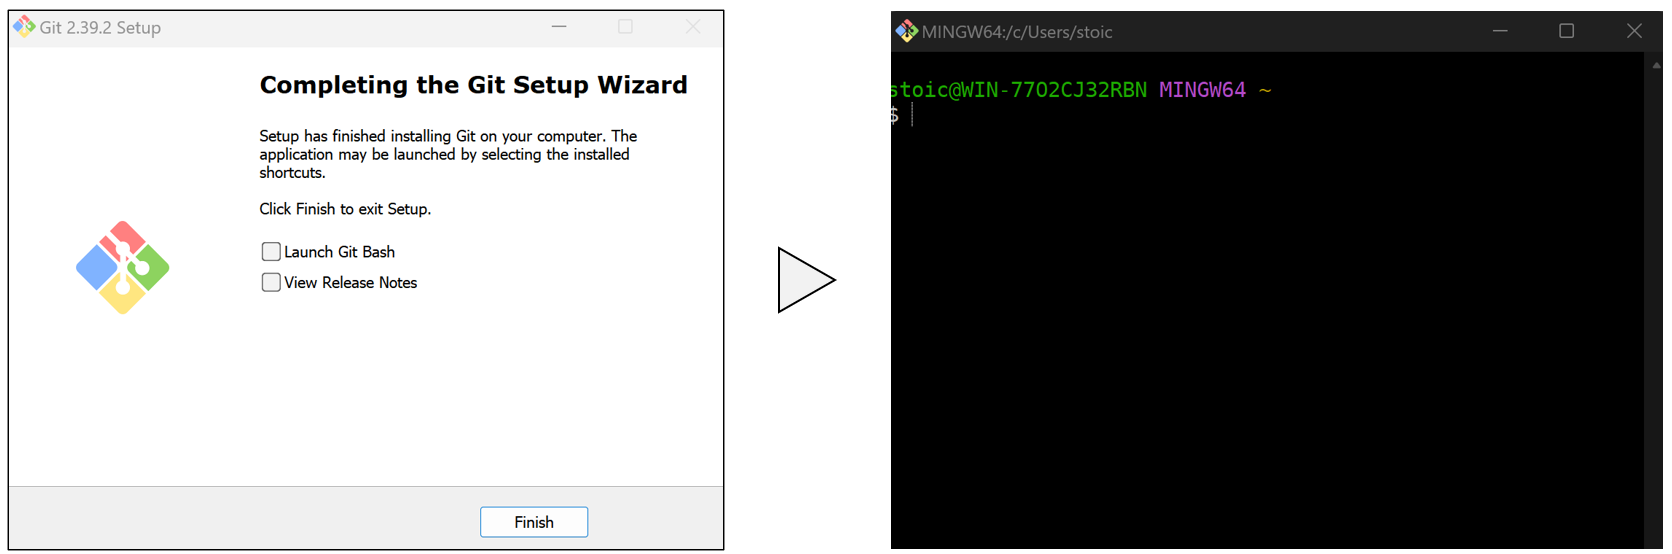 Git 2.39.2 Setup
Completing the Git Setup Wizard
Setup has finished installing Git on your computer. The
application may be launched by selecting the installed
shortcuts.
Click Finish to exit Setup.
Launch Git Bash
View Release Notes
Finish
MINGW64:/c/Users/stoic
stoic@WIN-77O2CJ32RBN MINGW64 ~
$